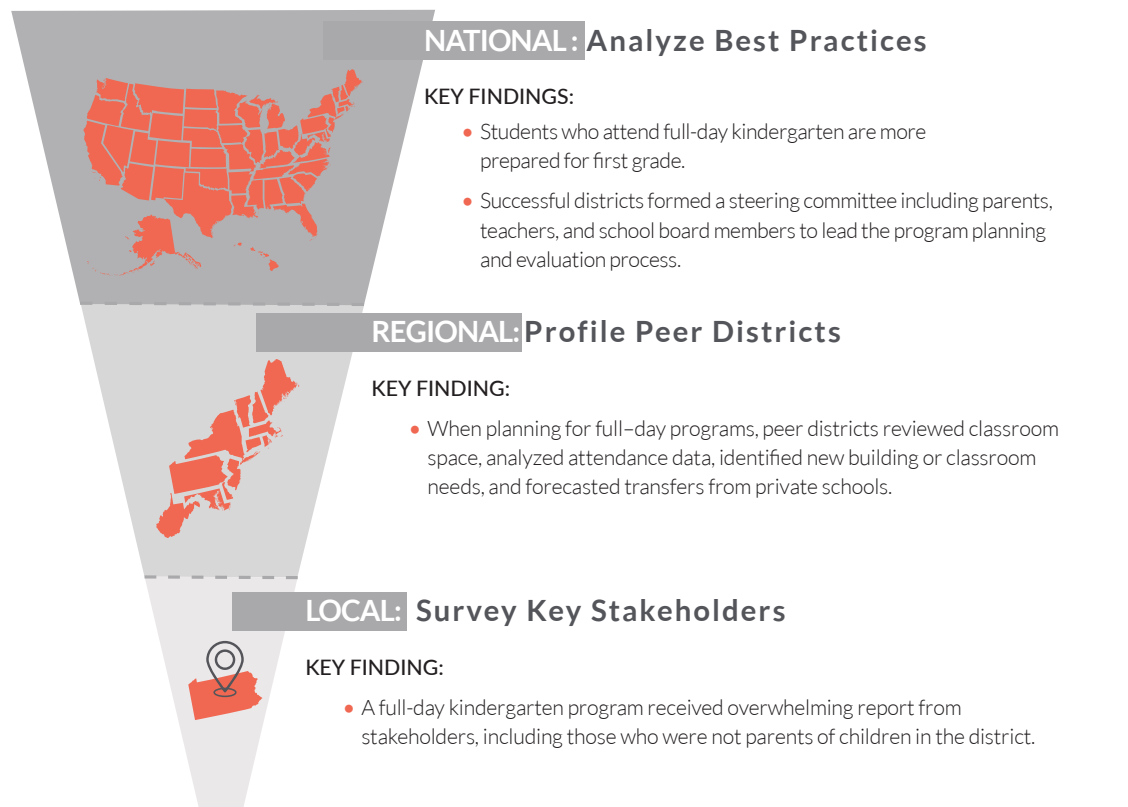 NATIONAL: Analyze Best Practices
KEY FINDINGS:
• Students who attend full-day kindergarten are more
prepared for first grade.
• Successful districts formed a steering committee including parents,
teachers, and school board members to lead the program planning
and evaluation process.
REGIONAL: Profile Peer Districts
KEY FINDING:
• When planning for full–day programs, peer districts reviewed classroom
space, analyzed attendance data, identified new building or classroom
needs, and forecasted transfers from private schools.
LOCAL: Survey Key Stakeholders
KEY FINDING:
• A full-day kindergarten program received overwhelming report from
stakeholders, including those who were not parents of children in the district.